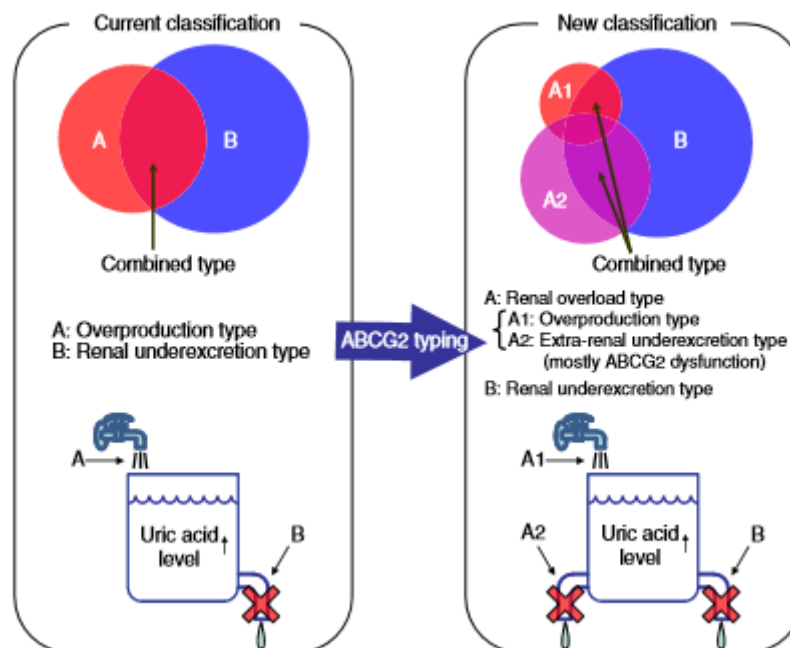 Current classification
A
B
Combined type
A: Overproduction type
B: Renal underexcretion type
A
B
Uric acid
level
ABCG2 typing
New classification
A1
A2
B
Combined type
A: Renal overload type
A1: Overproduction type
A2: Extra-renal underexcretion type
(mostly ABCG2 dysfunction)
B: Renal underexcretion type
A1
A2
B
Uric acid
level